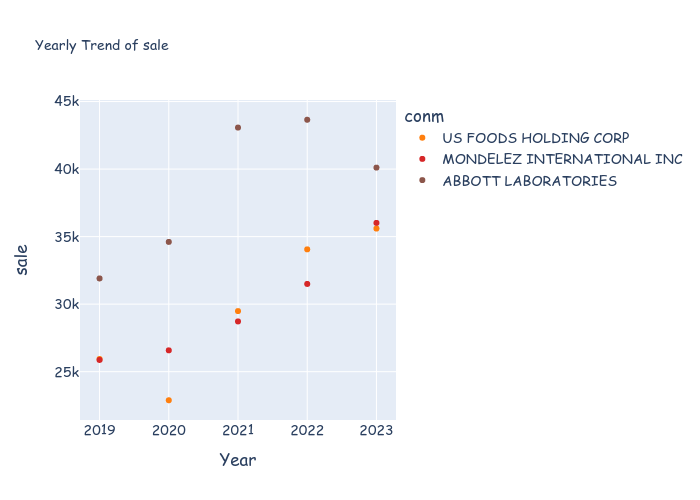 Yearly Trend of sale
45k
40k
35k
30k
25k
sale
2019 2020 2021 2022 2023
Year
conm
US FOODS HOLDING CORP
MONDELEZ INTERNATIONAL INC
ABBOTT LABORATORIES